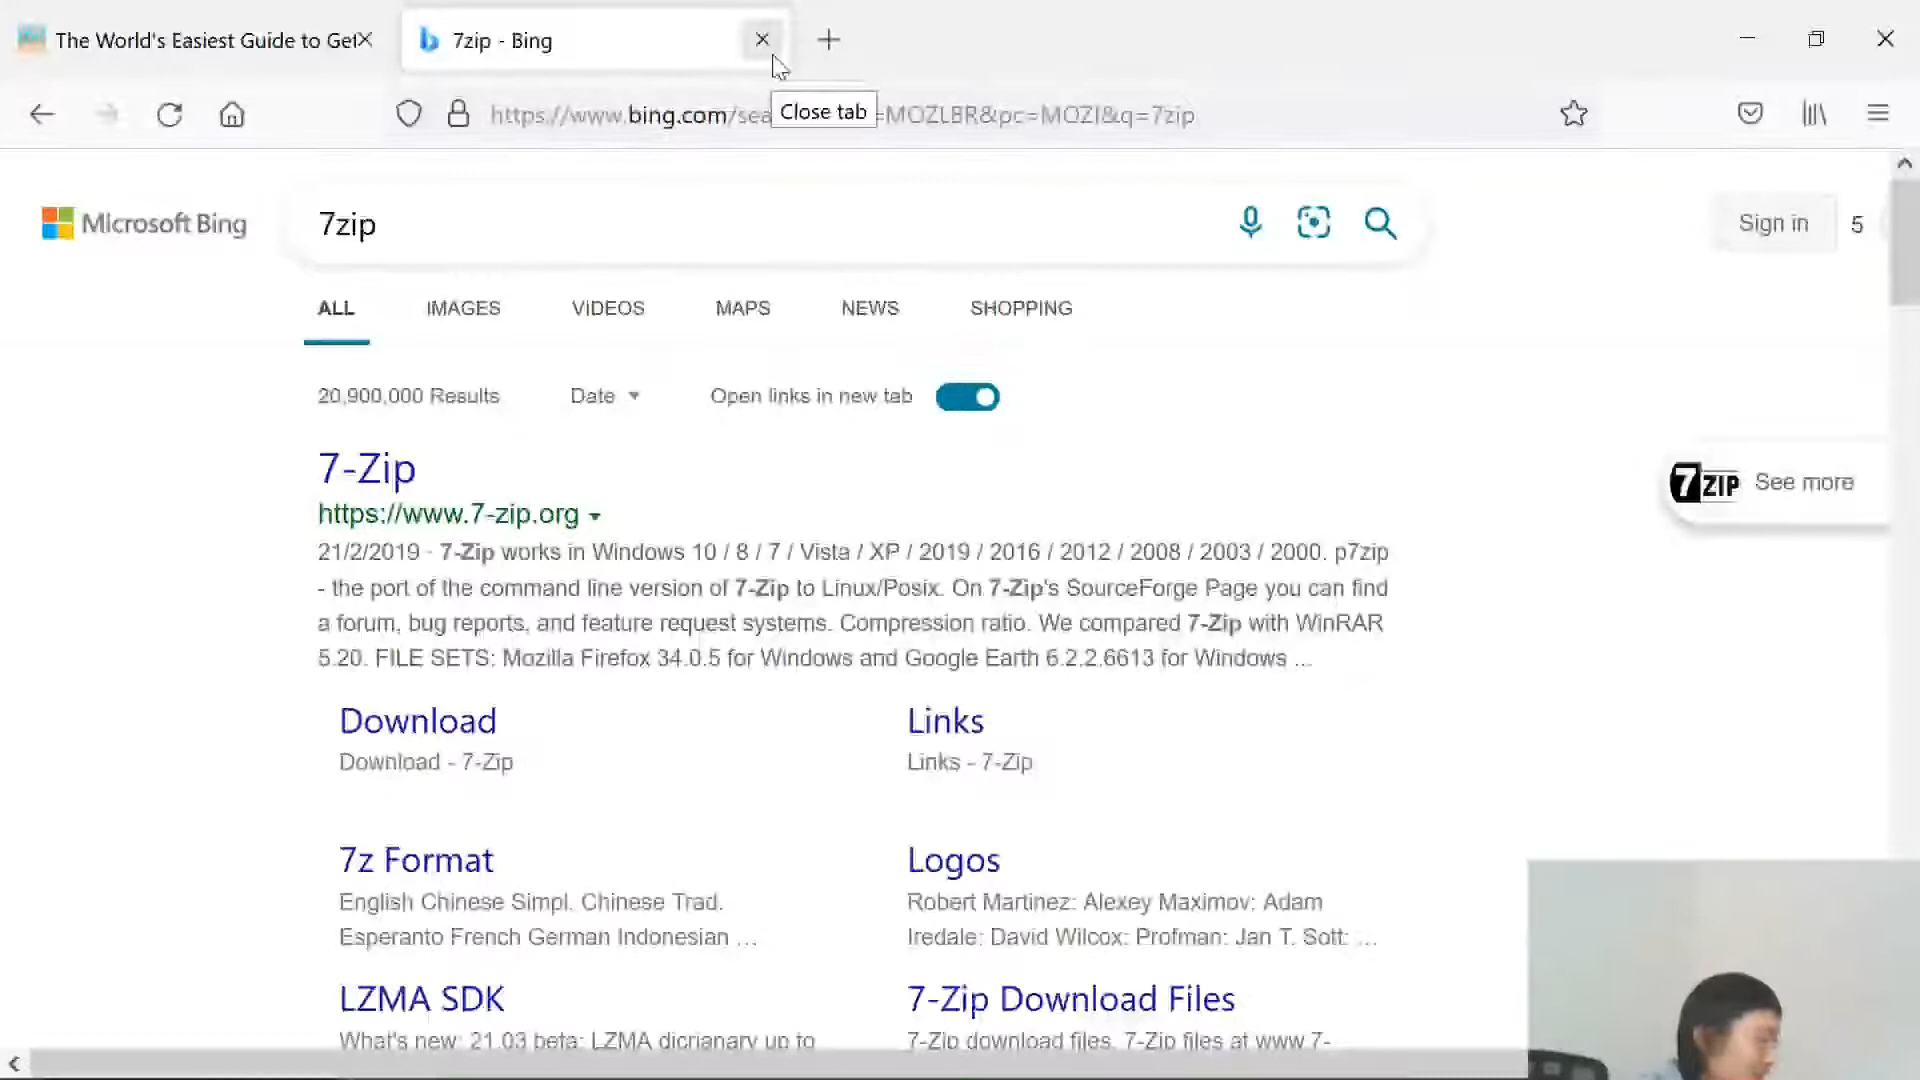 The World's Easiest Guide to Get
7zip - Bing
Close tab
https://www.bing.com/sea =MOZLBR&pc=MOZI&q=7zip
Microsoft Bing
7zip
Sign in
5
ALL
IMAGES
VIDEOS
MAPS
NEWS
SHOPPING
20,900,000 Results
Date
Open links in new tab
7-Zip
https://www.7-zip.org
21/2/2019 · 7-Zip works in Windows 10 / 8 / 7 / Vista / XP / 2019 / 2016 / 2012 / 2008 / 2003 / 2000. p7zip
- the port of the command line version of 7-Zip to Linux/Posix. On 7-Zip's SourceForge Page you can find
a forum, bug reports, and feature request systems. Compression ratio. We compared 7-Zip with WinRAR
5.20. FILE SETS: Mozilla Firefox 34.0.5 for Windows and Google Earth 6.2.2.6613 for Windows ...
7ZIP
See more
Download
Download - 7-Zip
Links
Links - 7-Zip
7z Format
English Chinese Simpl. Chinese Trad.
Esperanto French German Indonesian ...
Logos
Robert Martinez: Alexey Maximov: Adam
Iredale: David Wilcox: Profman: Jan T. Sott: ...
LZMA SDK
What's new: 21.03 beta: LZMA dicrianary up to
7-Zip Download Files
7-Zip download files. 7-Zip files at www 7-